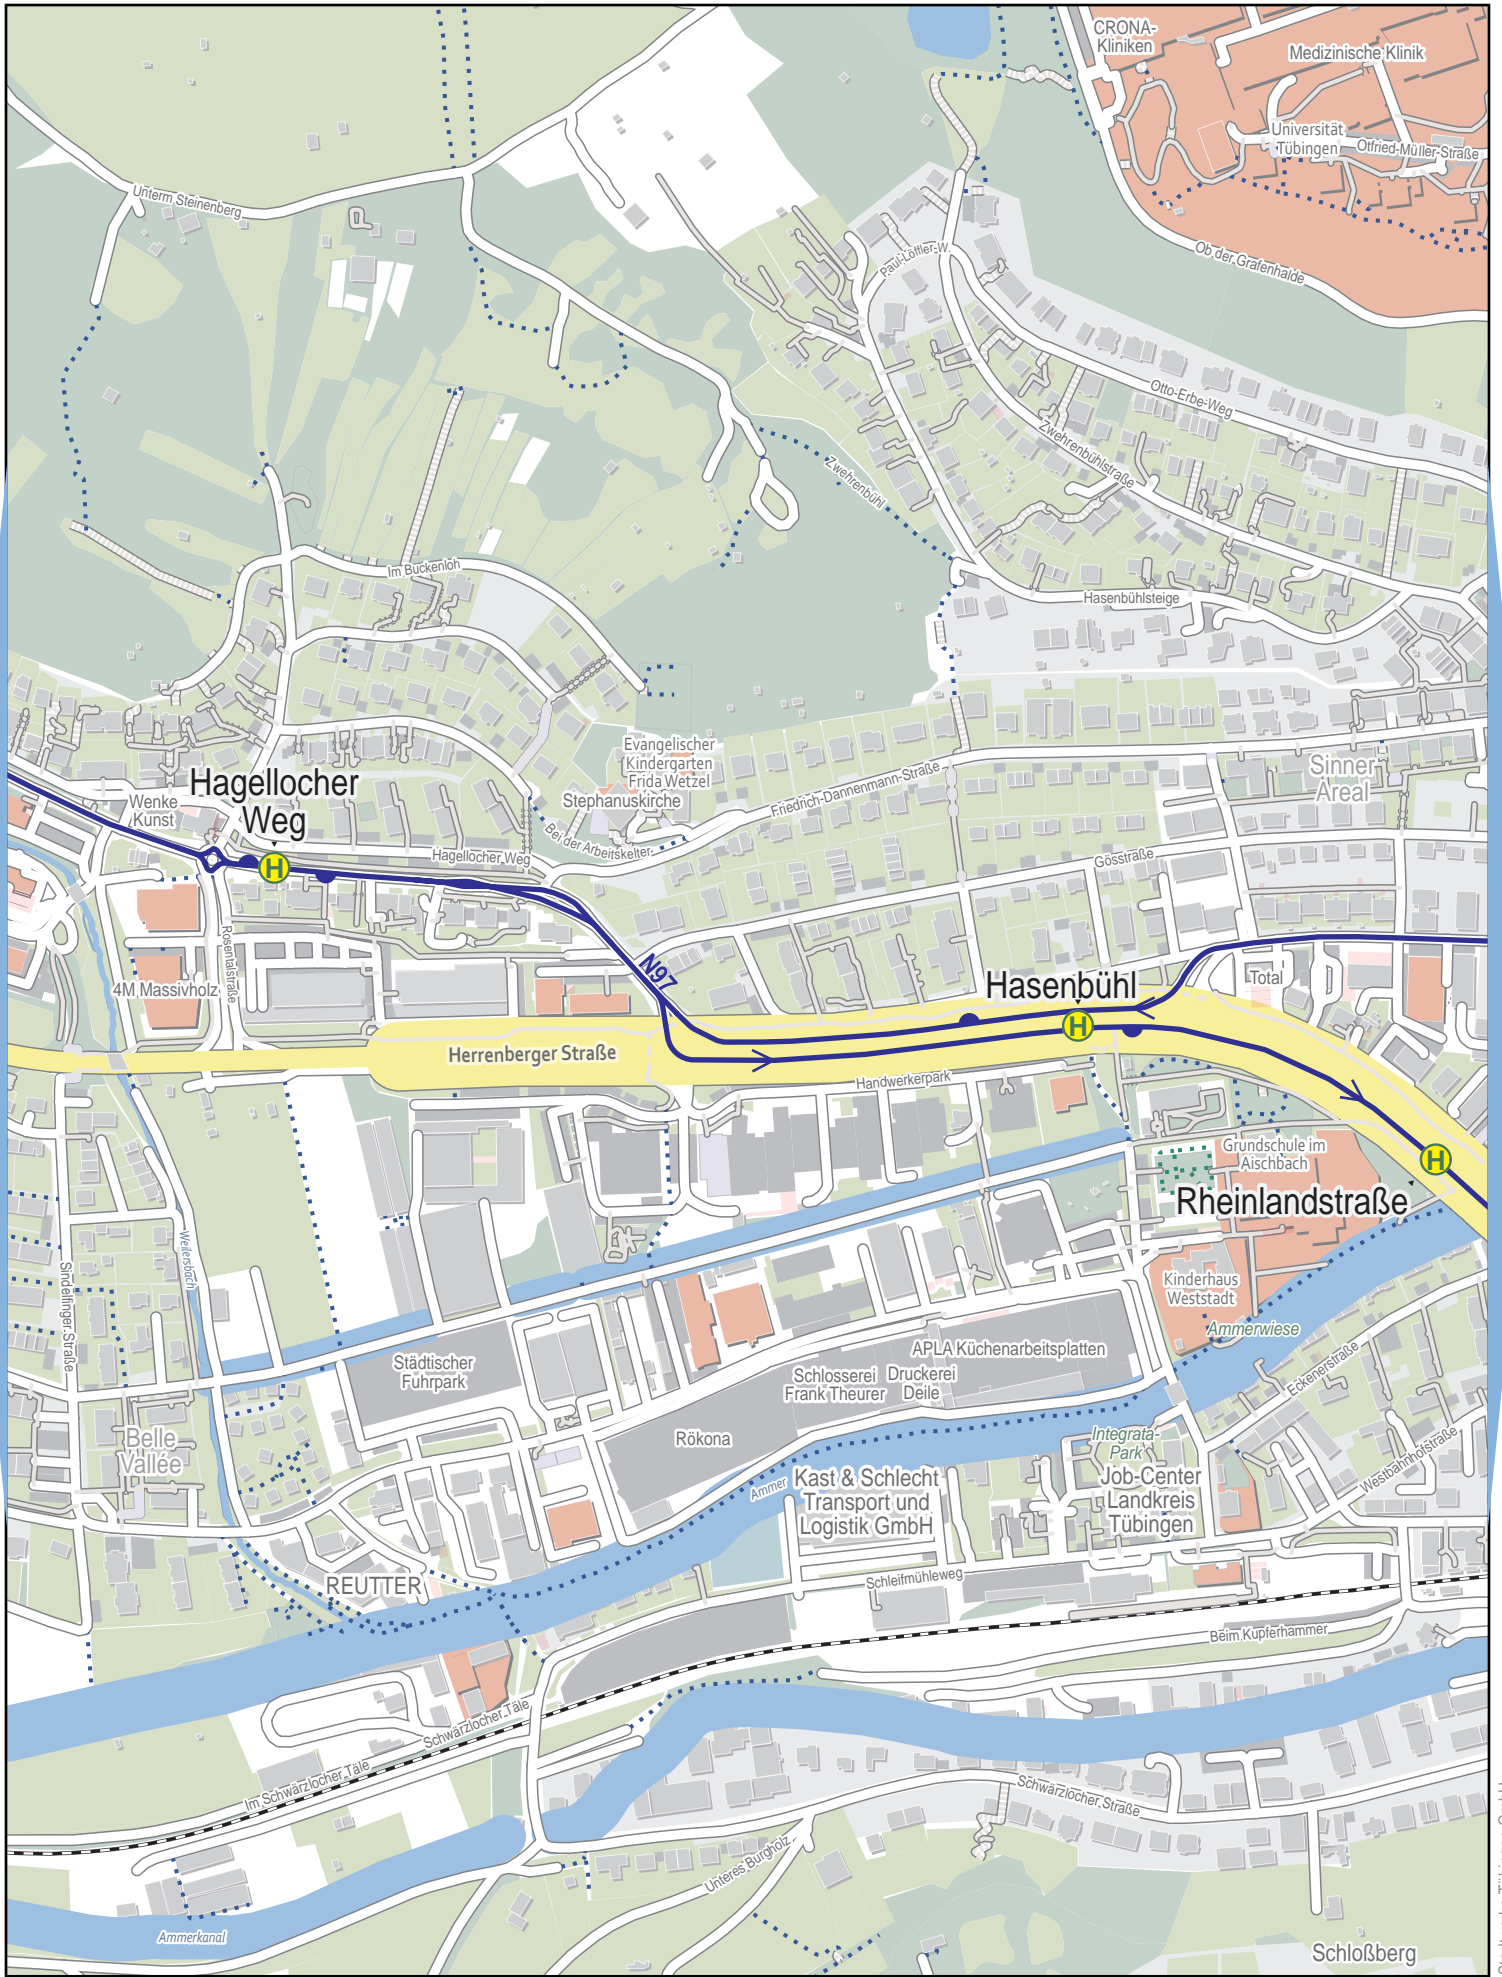 CRONA-
Kliniken
Medizinische Klinik
Universität
Tübingen
Otfried-Müller-Straße
Unterm Steinenberg
Ob der Grafenhalde
Paul-Löffler-W.
Otto-Erbe-Weg
Zwehrenbühlstraße
Zwehrenbühl
Im Buckenloh
Hasenbühlsteige
Evangelischer
Kindergarten
Frida Wetzel
Stephanuskirche
Friedrich-Dannenmann-Straße
Sinner
Areal
Hagellocher
Weg
Wenke
Kunst
Bei der Arbeitskelter
Hagellocher Weg
Gösstraße
H
Rosentalstraße
4M Massivholz
N97
Hasenbühl
Total
H
Herrenberger Straße
Handwerkerpark
Grundschule im
Aischbach
H
Rheinlandstraße
Weilersbach
Sindelfinger Straße
Kinderhaus
Weststadt
Ammerwiese
Städtischer
Fuhrpark
APLA Küchenarbeitsplatten
Schlosserei
Frank Theurer
Druckerei
Deile
Eckenerstraße
Belle
Vallée
Rökona
Integrata-
Park
Westbahnhofstraße
Ammer
Kast & Schlecht
Transport und
Logistik GmbH
Job-Center
Landkreis
Tübingen
REUTTER
Schleifmühleweg
Beim Kupferhammer
Schwärzlocher Täle
Im Schwärzlocher Täle
Schwärzlocher Straße
Unteres Burgholz
Ammerkanal
Schloßberg